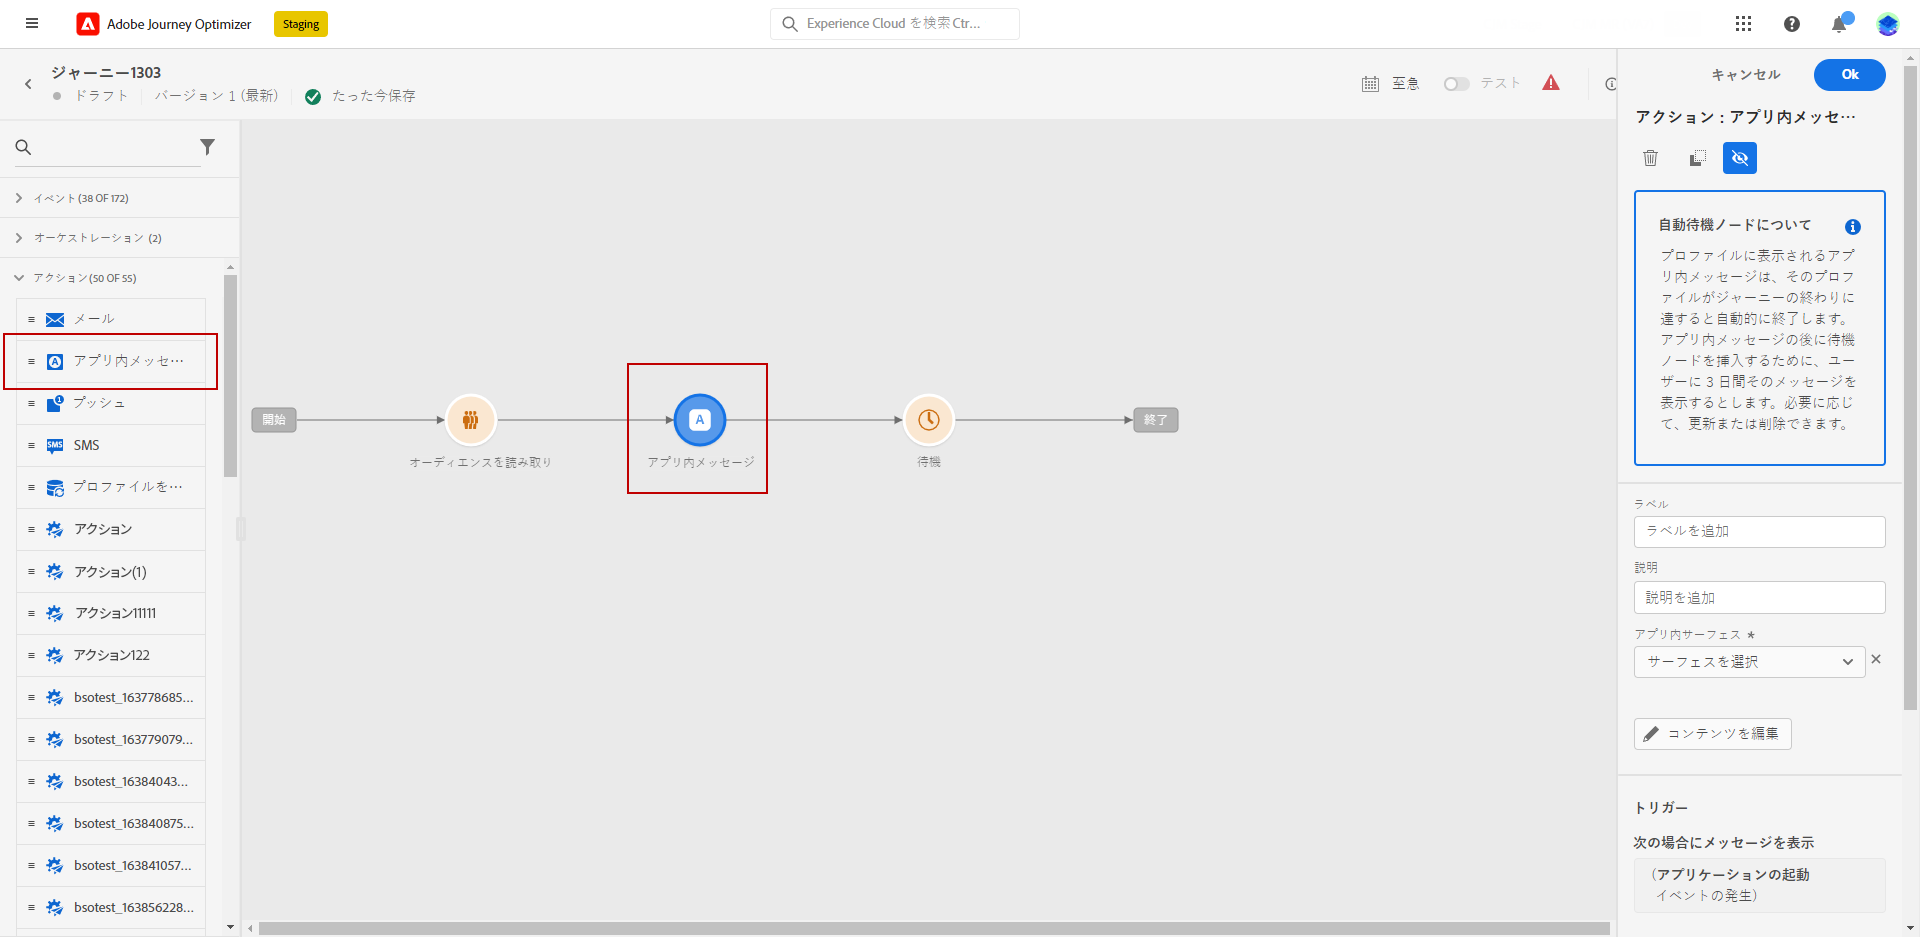 Adobe Journey Optimizer
Staging
Experience Cloud を検索 Ctr...
ジャーニー1303
ドラフト
バージョン 1 (最新)
たった今保存
至急
テスト
イベント (38 OF 172)
オーケストレーション (2)
アクション (50 OF 55)
メール
アプリ内メッセ…
プッシュ
SMS
プロファイルを…
アクション
アクション(1)
アクション11111
アクション122
bsotest_163778685...
bsotest_163779079...
bsotest_16384043...
bsotest_163840875...
bsotest_163841057...
bsotest_163856228...
開始
オーディエンスを読み取り
A
アプリ内メッセージ
待機
終了
キャンセル
Ok
アクション : アプリ内メッセ…
自動待機ノードについて
プロファイルに表示されるアプ
リ内メッセージは、そのプロフ
ァイルがジャーニーの終わりに
達すると自動的に終了します。
アプリ内メッセージの後に待機
ノードを挿入するために、ユー
ザーに 3 日間そのメッセージを
表示するとします。必要に応じ
て、更新または削除できます。
ラベル
ラベルを追加
説明
説明を追加
アプリ内サーフェス *
サーフェスを選択
コンテンツを編集
トリガー
次の場合にメッセージを表示
(アプリケーションの起動
イベントの発生)